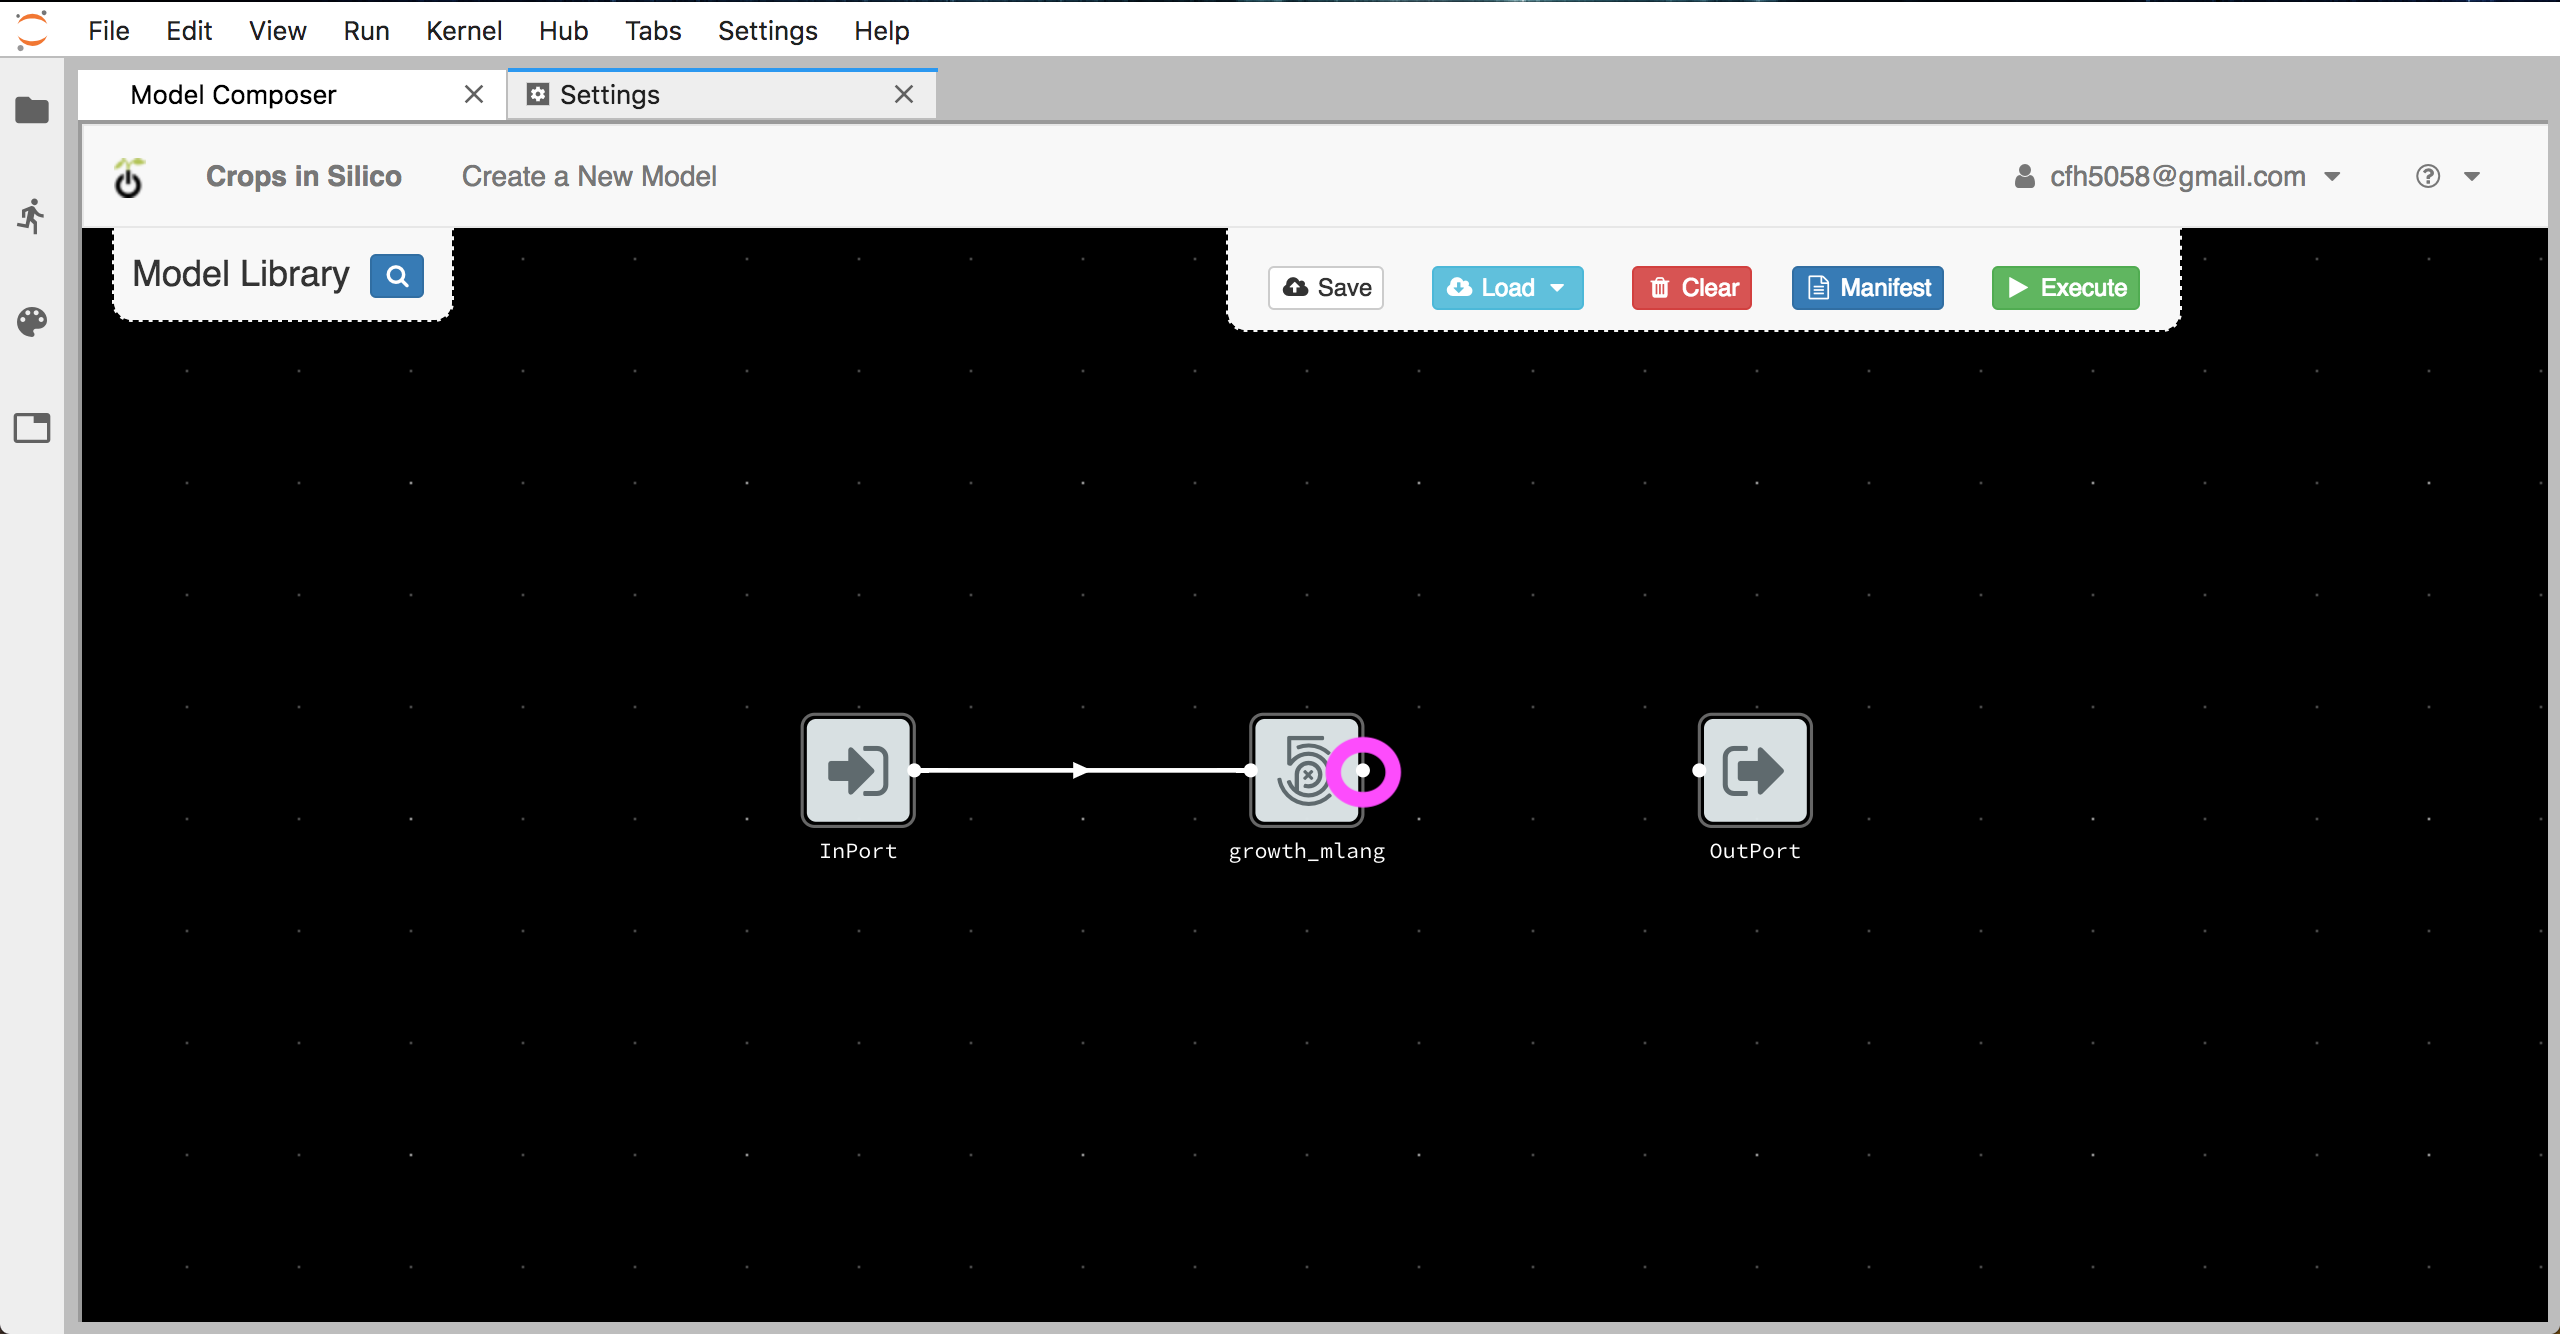 File Edit View Run Kernel Hub Tabs Settings Help
Model Composer Settings
Crops in Silico Create a New Model cfh5058@gmail.com
Model Library Save Load Clear Manifest Execute
InPort growth_mlang OutPort